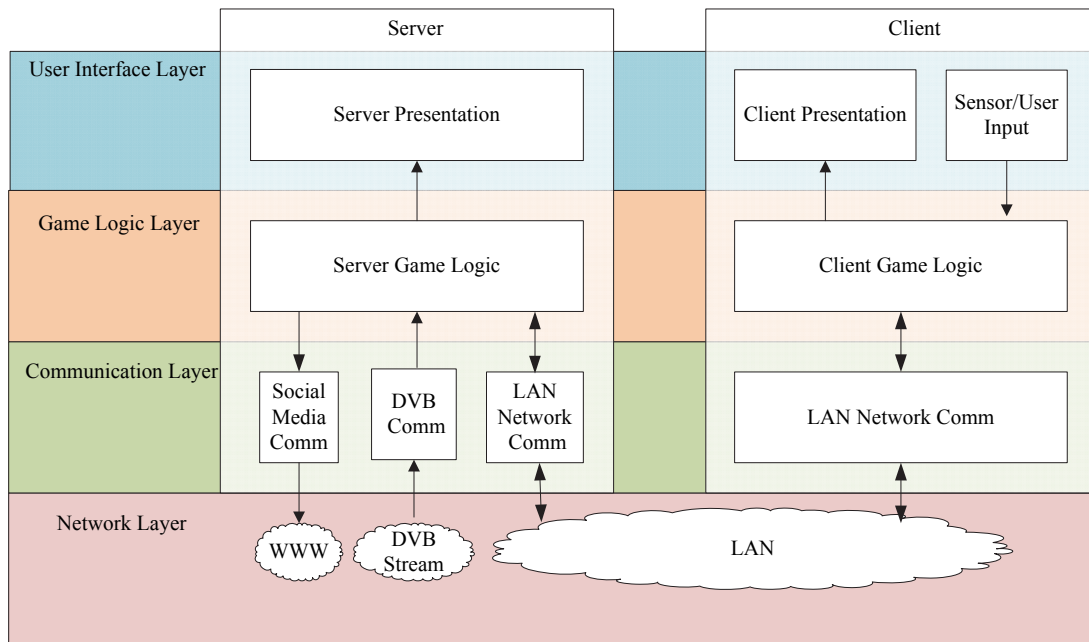 Server
Client
User Interface Layer
Server Presentation
Client Presentation
Sensor/User
Input
Game Logic Layer
Server Game Logic
Client Game Logic
Communication Layer
Social
Media
Comm
DVB
Comm
LAN
Network
Comm
LAN Network Comm
Network Layer
WWW
DVB
Stream
LAN